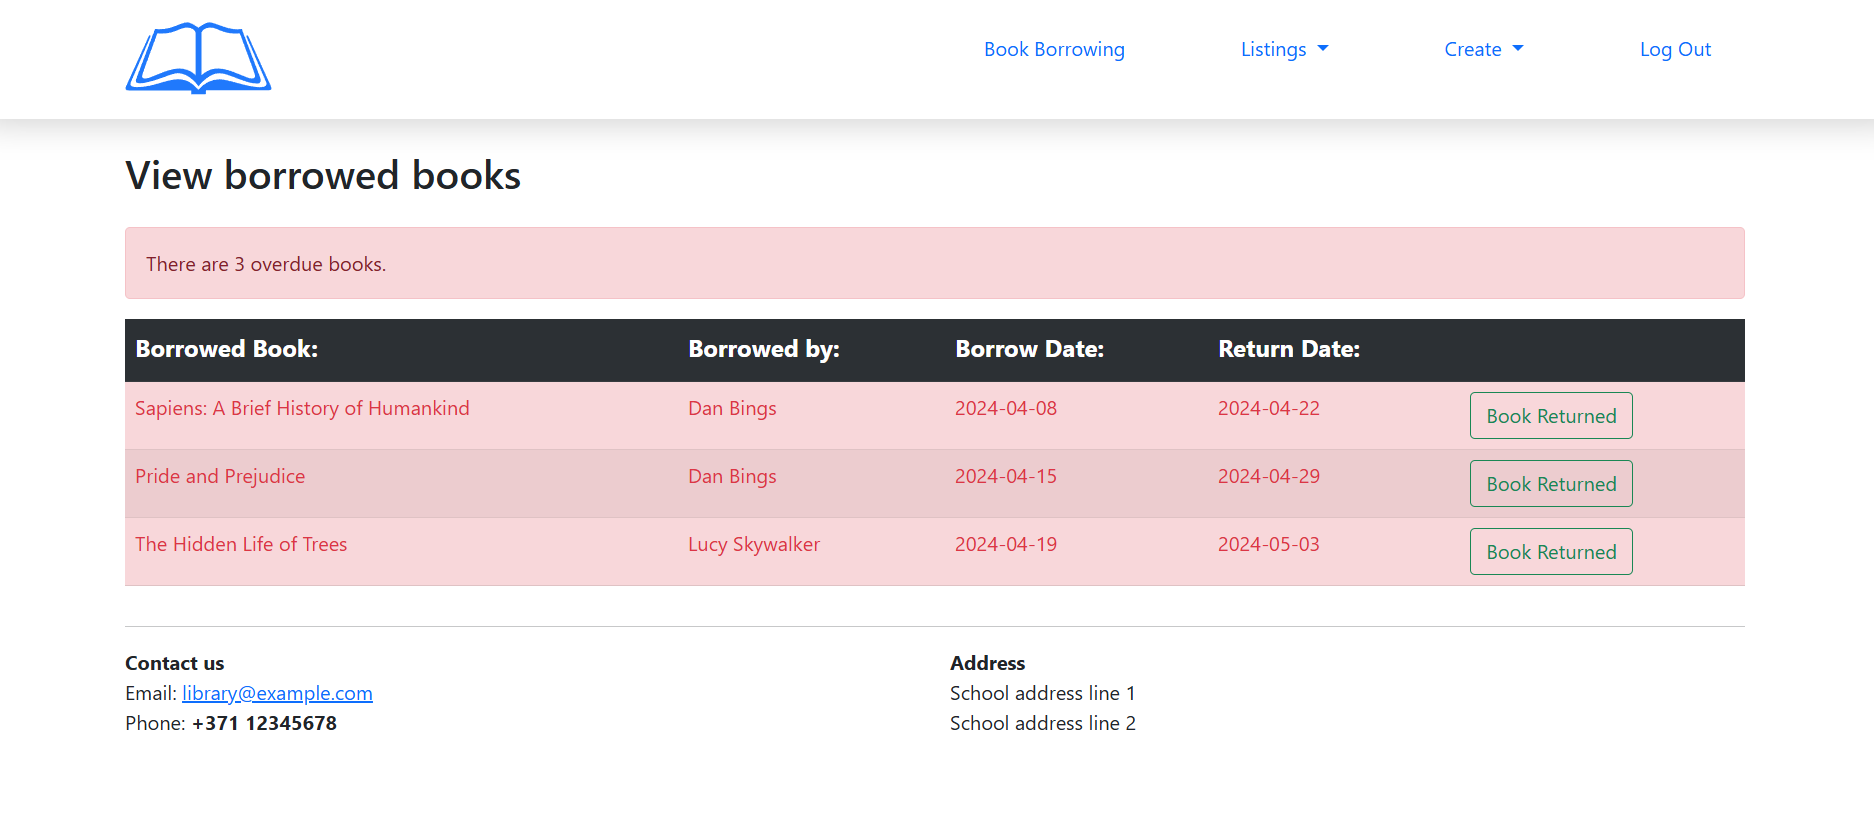 Book Borrowing Listings Create Log Out
View borrowed books
There are 3 overdue books.
Borrowed Book: Borrowed by: Borrow Date: Return Date:
Sapiens: A Brief History of Humankind Dan Bings 2024-04-08 2024-04-22 Book Returned
Pride and Prejudice Dan Bings 2024-04-15 2024-04-29 Book Returned
The Hidden Life of Trees Lucy Skywalker 2024-04-19 2024-05-03 Book Returned
Contact us
Email: library@example.com
Phone: +371 12345678
Address
School address line 1
School address line 2